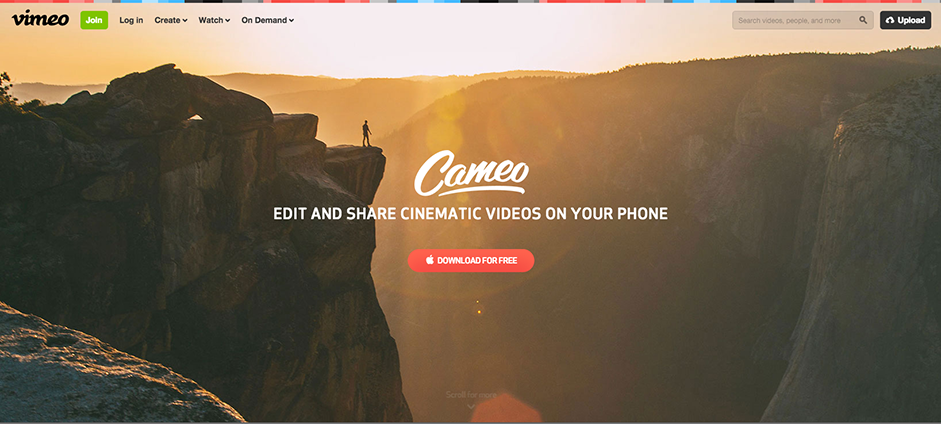 vimeo Join Log in Create Watch On Demand Search videos, people, and more Upload
Cameo
EDIT AND SHARE CINEMATIC VIDEOS ON YOUR PHONE
DOWNLOAD FOR FREE
Scroll for more